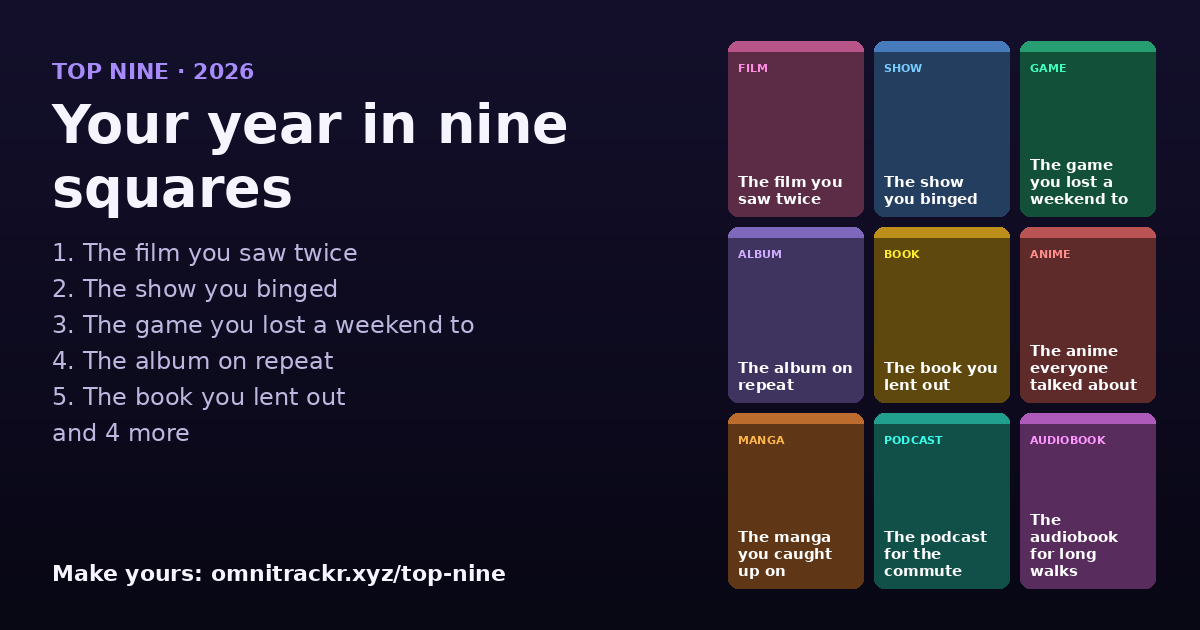 TOP NINE · 2026
Your year in nine
squares
1. The film you saw twice
2. The show you binged
3. The game you lost a weekend to
4. The album on repeat
5. The book you lent out
and 4 more
Make yours: omnitrackr.xyz/top-nine
FILM
The film you
saw twice
SHOW
The show
you binged
GAME
The game
you lost a
weekend to
ALBUM
The album on
repeat
BOOK
The book you
lent out
ANIME
The anime
everyone
talked about
MANGA
The manga
you caught
up on
PODCAST
The podcast
for the
commute
AUDIOBOOK
The
audiobook
for long
walks